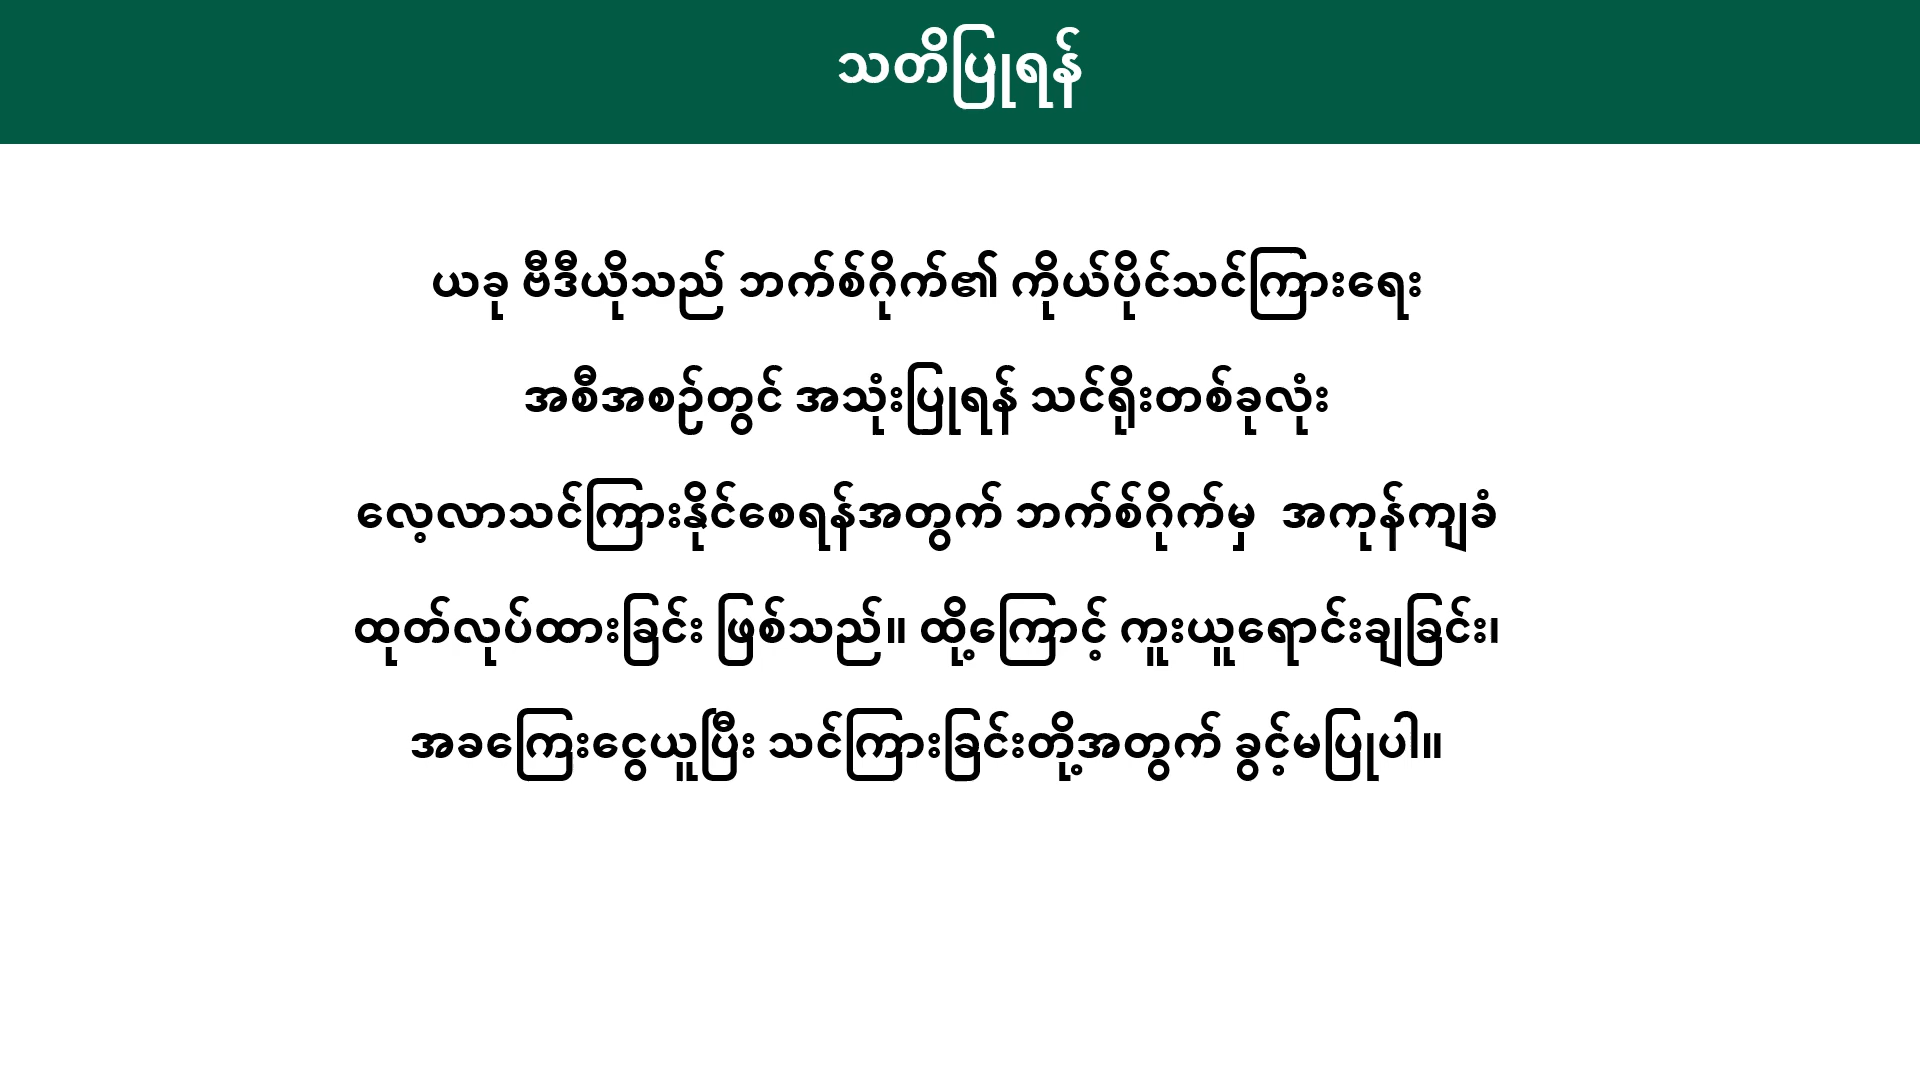 သတိပြုရန်
ယခု ဗီဒီယိုသည် ဘက်စ်ဂိုက်၏ ကိုယ်ပိုင်သင်ကြားရေး
အစီအစဉ်တွင် အသုံးပြုရန် သင်ရိုးတစ်ခုလုံး
လေ့လာသင်ကြားနိုင်စေရန်အတွက် ဘက်စ်ဂိုက်မှ အကုန်ကျခံ
ထုတ်လုပ်ထားခြင်း ဖြစ်သည်။ ထို့ကြောင့် ကူးယူရောင်းချခြင်း၊
အခကြေးငွေယူပြီး သင်ကြားခြင်းတို့အတွက် ခွင့်မပြုပါ။